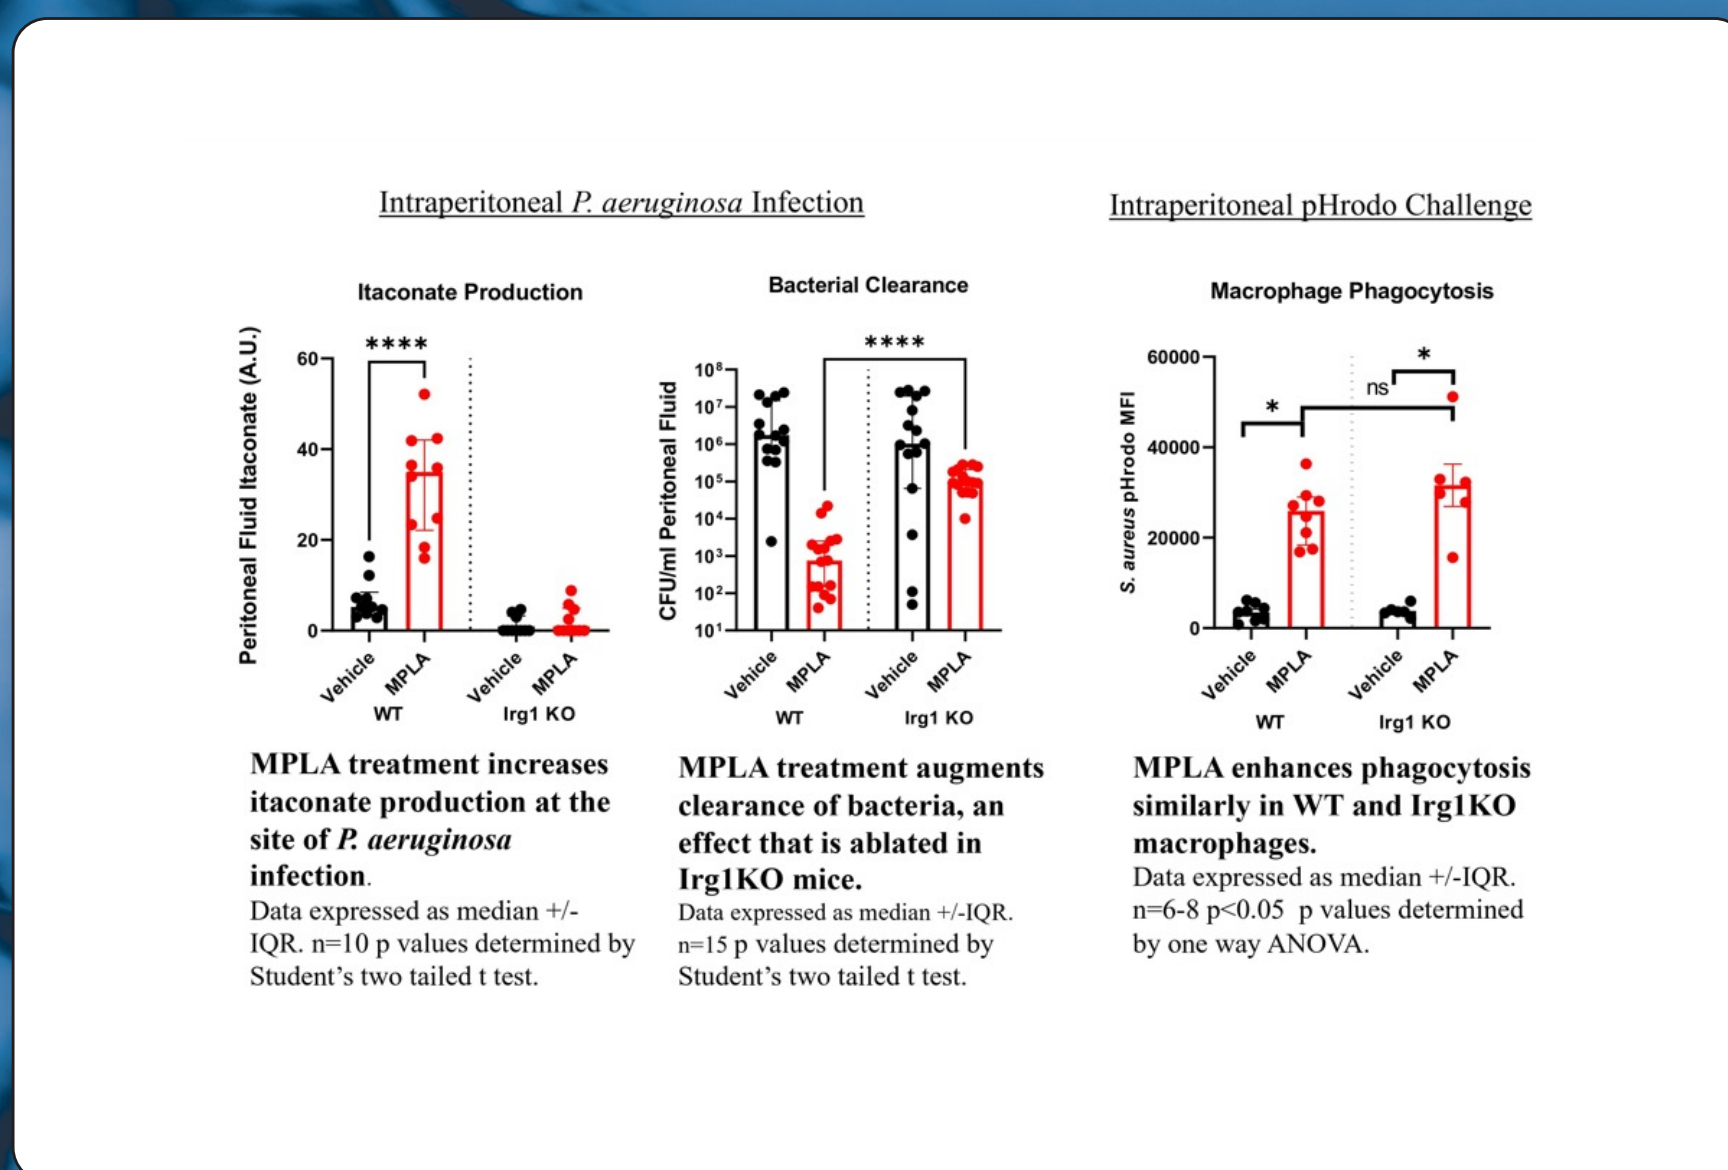 Intraperitoneal P. aeruginosa Infection
Intraperitoneal pHrodo Challenge
Itaconate Production
Peritoneal Fluid Itaconate (A.U.)
****
60
40
20
0
Vehicle
MPLA
Vehicle
MPLA
WT
Irg1 KO
MPLA treatment increases
itaconate production at the
site of P. aeruginosa
infection.
Data expressed as median +/-
IQR. n=10 p values determined by
Student’s two tailed t test.
Bacterial Clearance
CFU/ml Peritoneal Fluid
****
10⁸
10⁷
10⁶
10⁵
10⁴
10³
10²
10¹
Vehicle
MPLA
Vehicle
MPLA
WT
Irg1 KO
MPLA treatment augments
clearance of bacteria, an
effect that is ablated in
Irg1KO mice.
Data expressed as median +/-IQR.
n=15 p values determined by
Student’s two tailed t test.
Macrophage Phagocytosis
S. aureus pHrodo MFI
*
ns
*
60000
40000
20000
0
Vehicle
MPLA
Vehicle
MPLA
WT
Irg1 KO
MPLA enhances phagocytosis
similarly in WT and Irg1KO
macrophages.
Data expressed as median +/-IQR.
n=6-8 p<0.05 p values determined
by one way ANOVA.